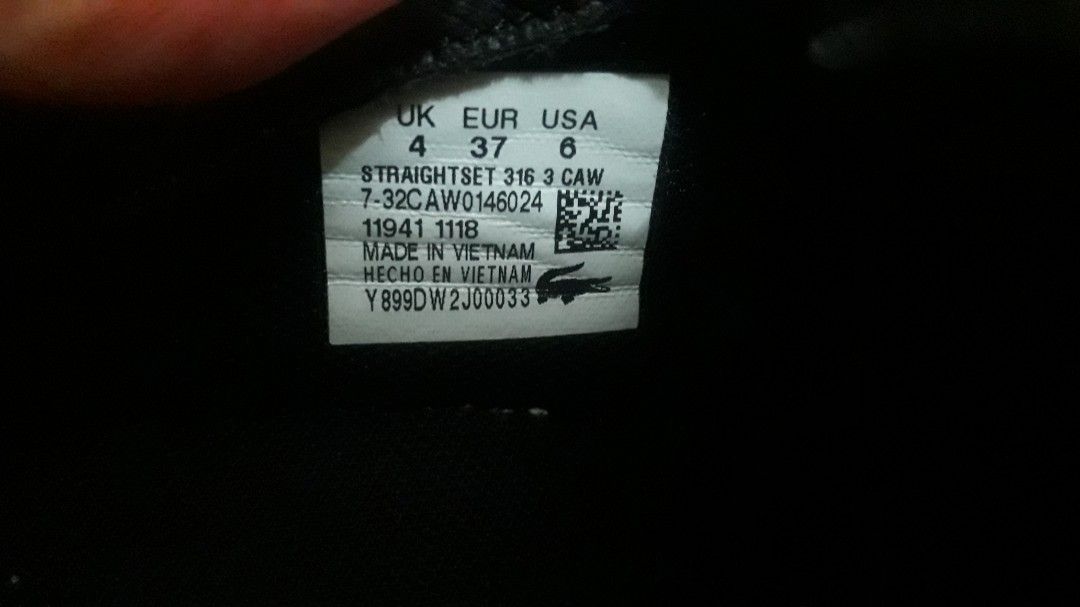 UK EUR USA
4 37 6
STRAIGHTSET 316 3 CAW
7-32CAW0146024
11941 1118
MADE IN VIETNAM
HECHO EN VIETNAM
Y899DW2J00033